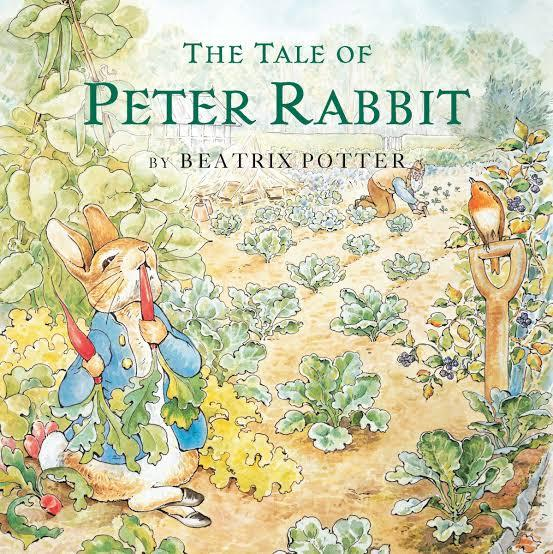 THE TALE OF
PETER RABBIT
BY BEATRIX POTTER